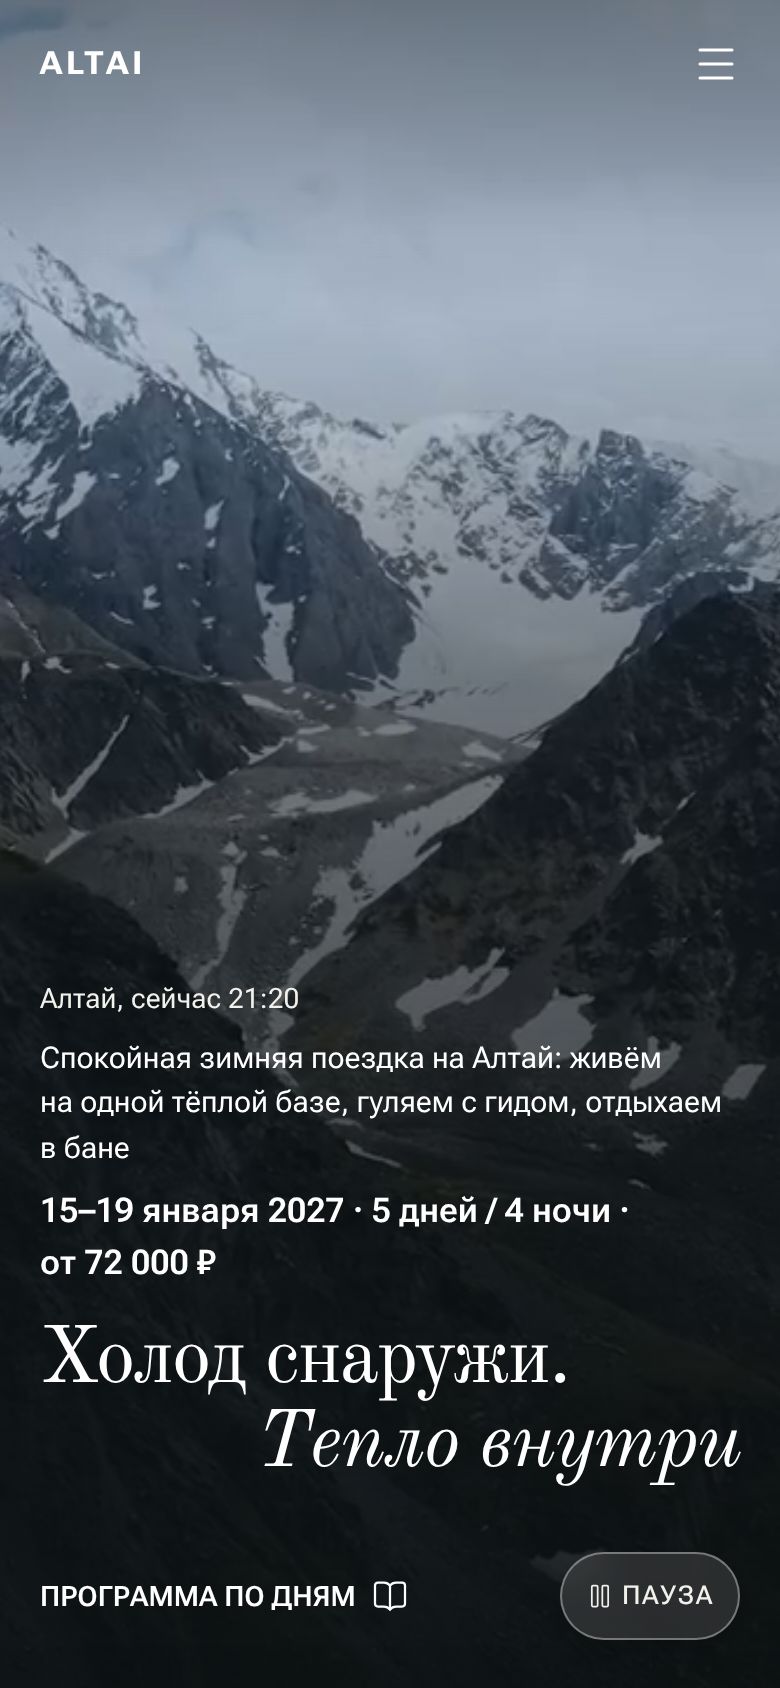 ALTAI
Алтай, сейчас 21:20
Спокойная зимняя поездка на Алтай: живём
на одной тёплой базе, гуляем с гидом, отдыхаем
в бане
15–19 января 2027 · 5 дней / 4 ночи ·
от 72 000 ₽
Холод снаружи.
Тепло внутри
ПРОГРАММА ПО ДНЯМ
ПАУЗА